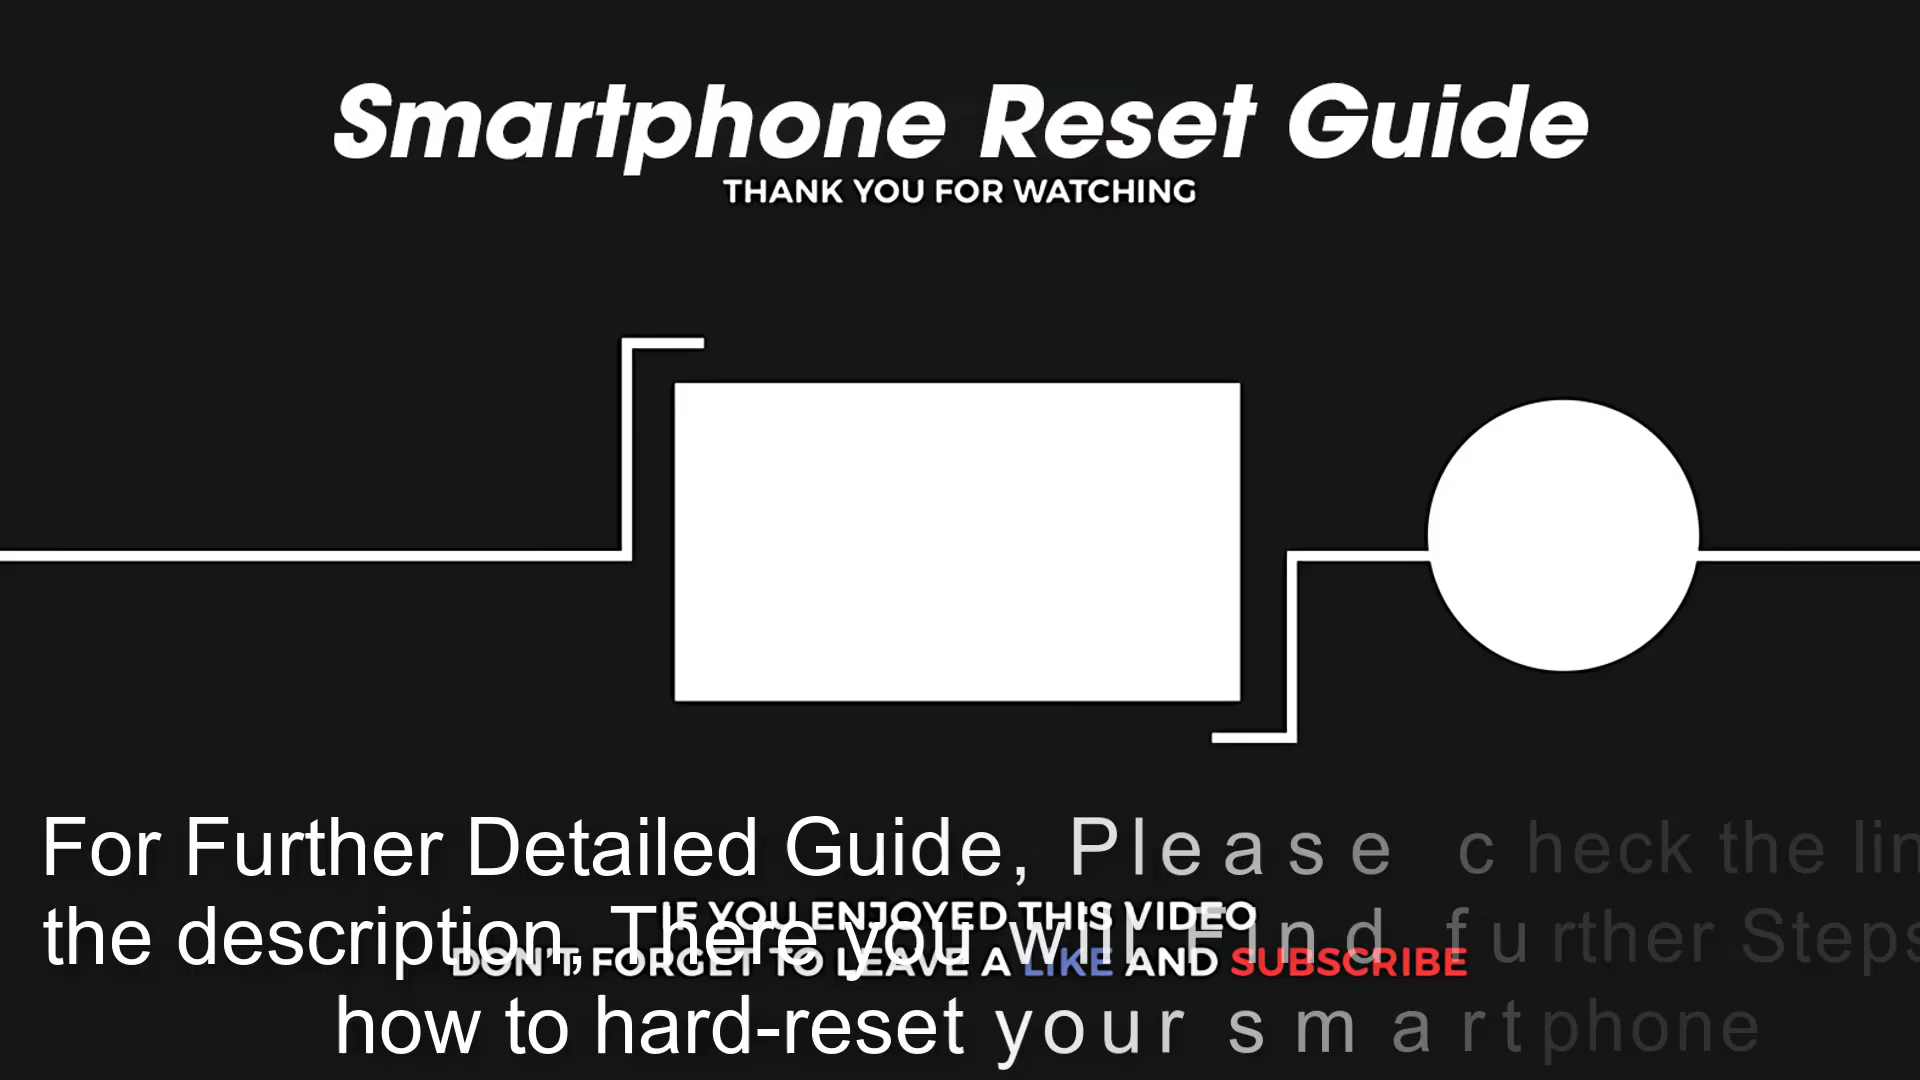 Smartphone Reset Guide
THANK YOU FOR WATCHING
For Further Detailed Guide, Please check the lin
the description, There you will Find further Steps
IF YOU ENJOYED THIS VIDEO
DON'T FORGET TO LEAVE A LIKE AND SUBSCRIBE
how to hard-reset your smartphone